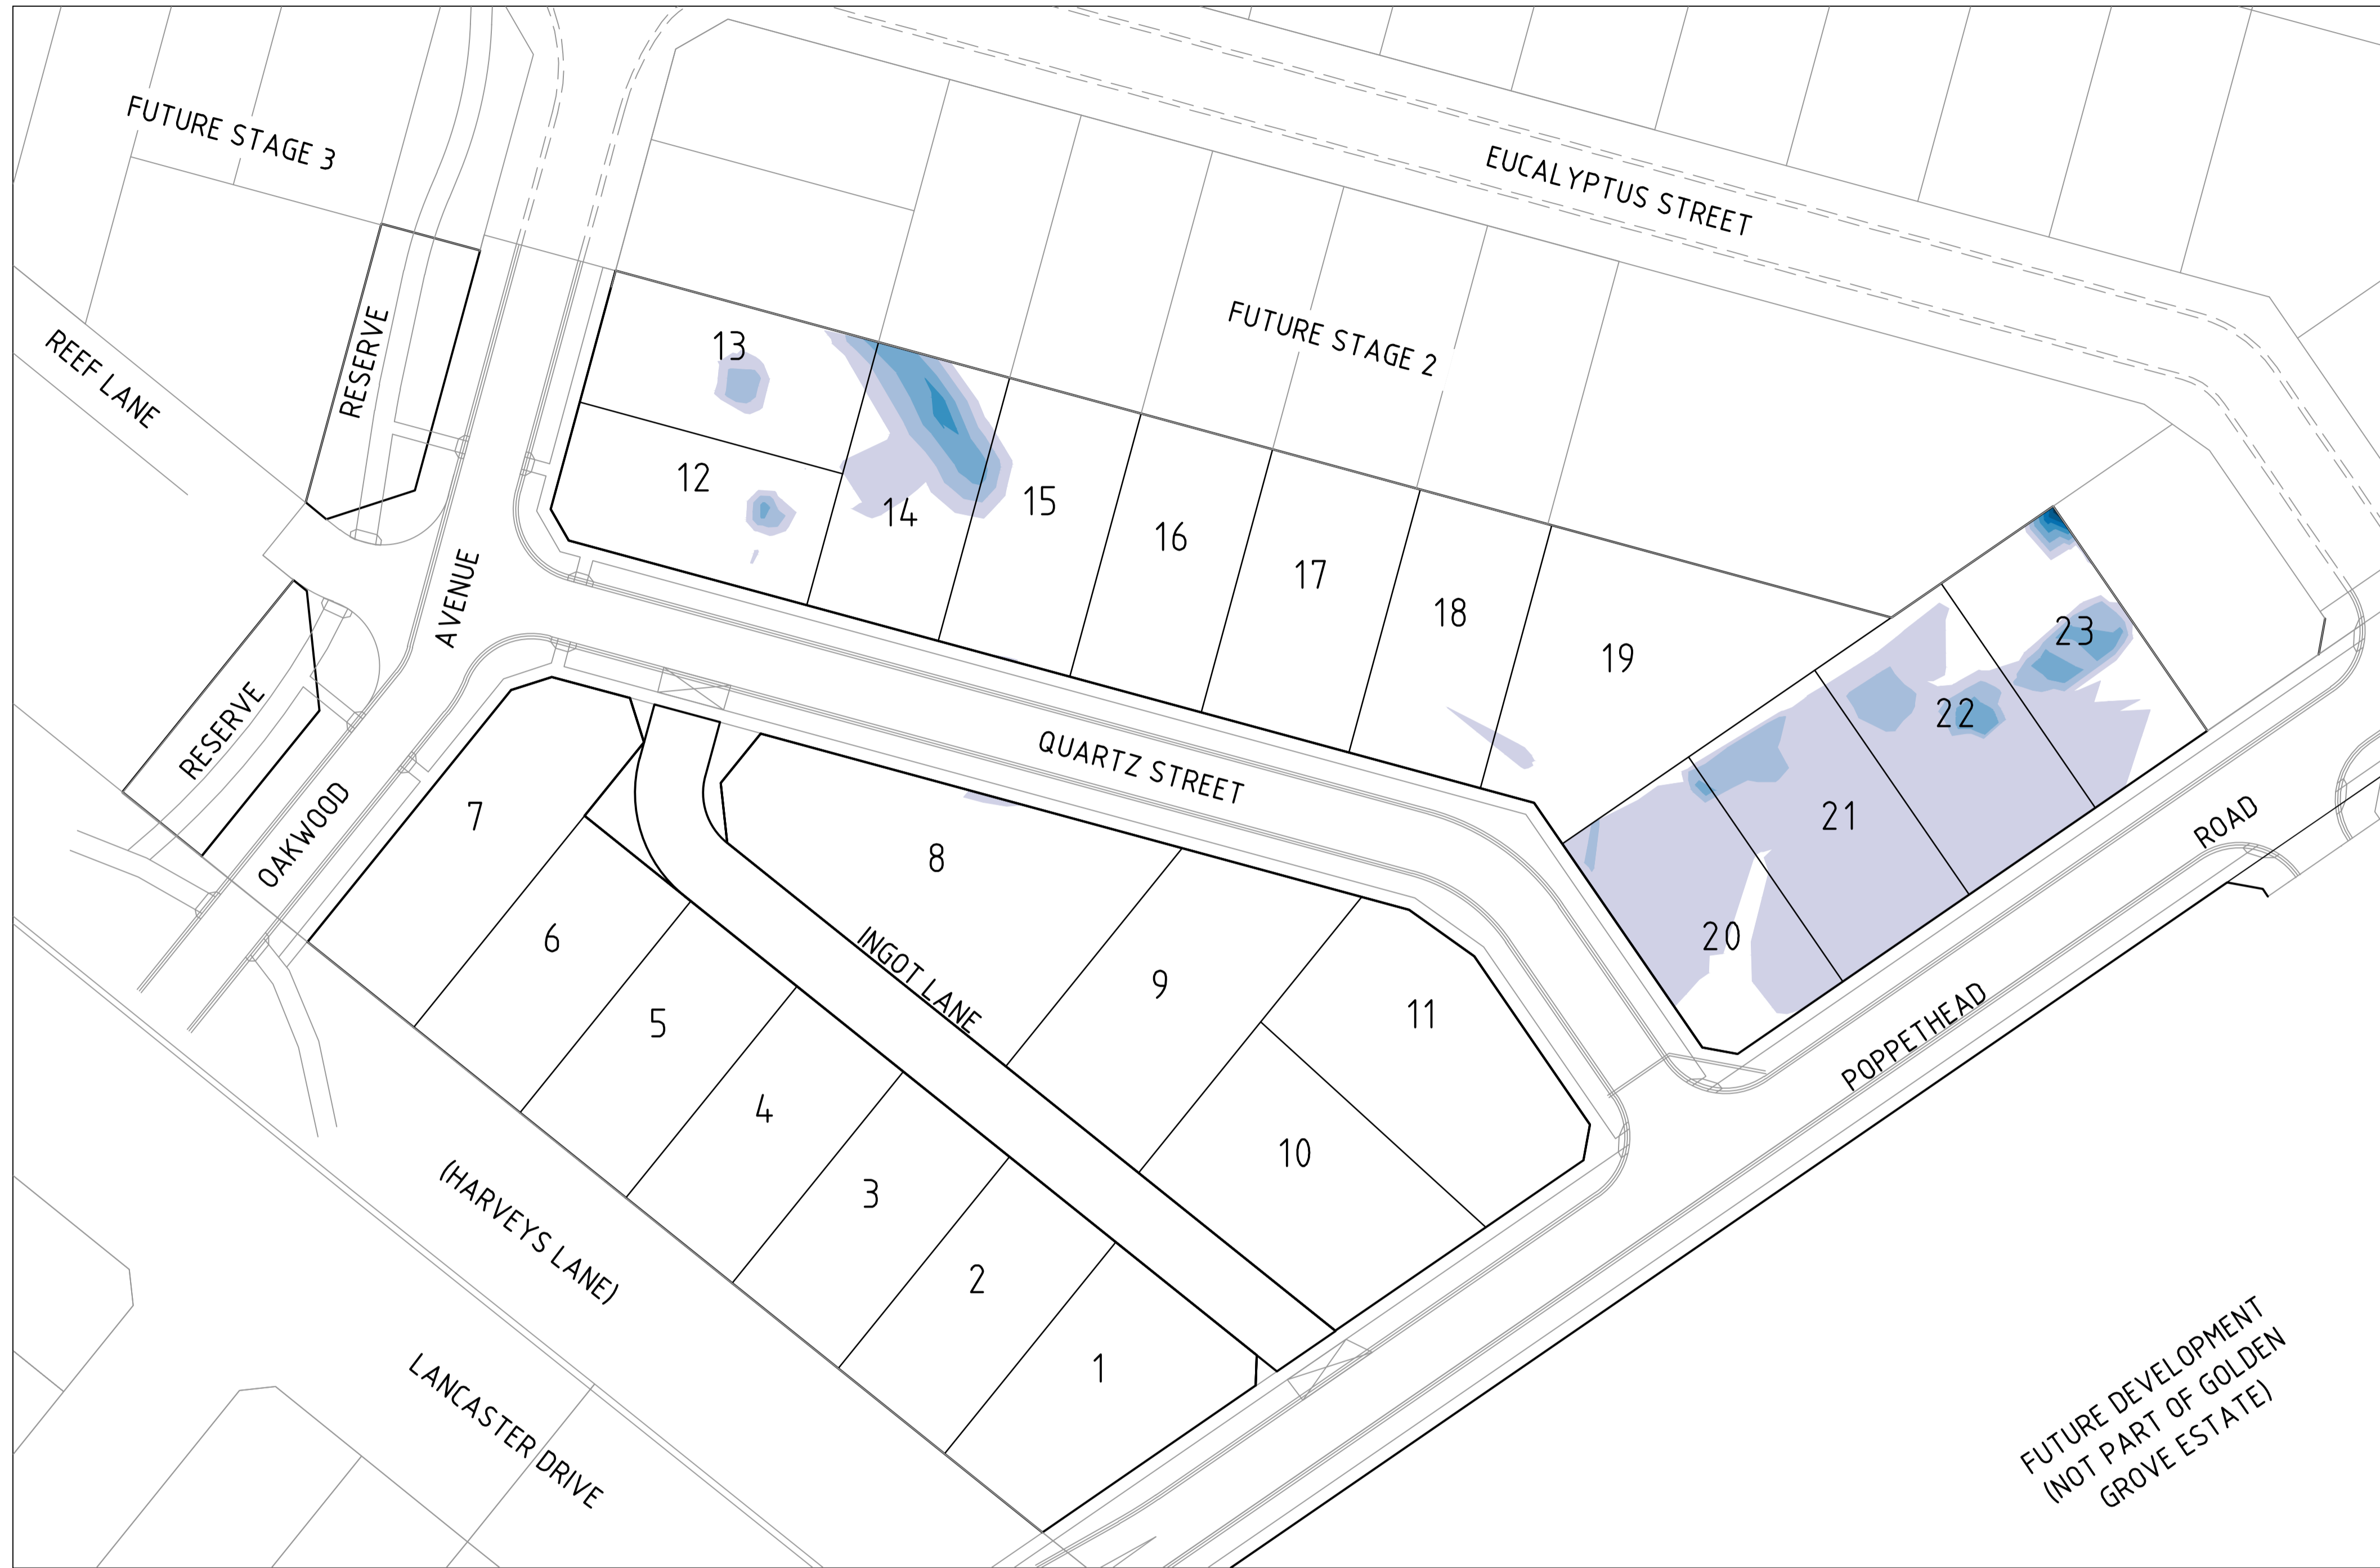 FUTURE STAGE 3
EUCALYPTUS STREET
REEF LANE
RESERVE
FUTURE STAGE 2
13
12
14
15
16
17
18
19
AVENUE
23
22
21
20
RESERVE
OAKWOOD
QUARTZ STREET
7
8
6
INGOT LANE
5
9
11
4
10
3
2
1
POPPETHEAD
ROAD
(HARVEYS LANE)
LANCASTER DRIVE
FUTURE DEVELOPMENT
(NOT PART OF GOLDEN
GROVE ESTATE)